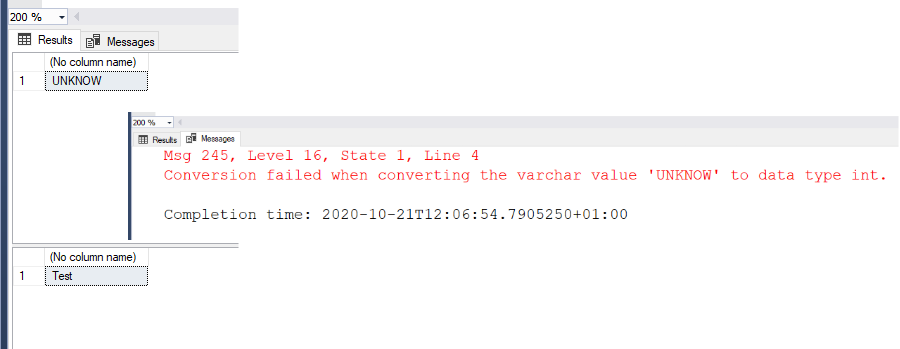 200 %
Results Messages
(No column name)
1 UNKNOW
200 %
Results Messages
Msg 245, Level 16, State 1, Line 4
Conversion failed when converting the varchar value 'UNKNOW' to data type int.
Completion time: 2020-10-21T12:06:54.7905250+01:00
(No column name)
1 Test